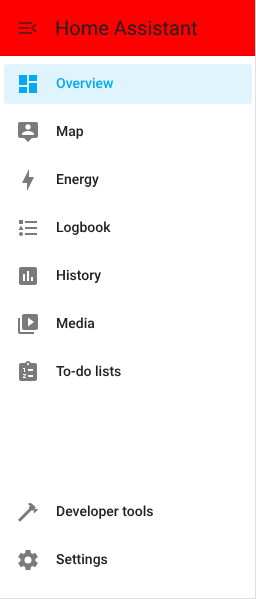 Home Assistant
Overview
Map
Energy
Logbook
History
Media
To-do lists
Developer tools
Settings